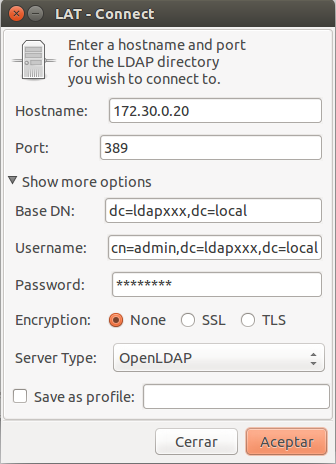 LAT - Connect
Enter a hostname and port
for the LDAP directory
you wish to connect to.
Hostname: 172.30.0.20
Port: 389
Show more options
Base DN: dc=ldapxxx,dc=local
Username: cn=admin,dc=ldapxxx,dc=local
Password: ********
Encryption: None SSL TLS
Server Type: OpenLDAP
Save as profile:
Cerrar Aceptar